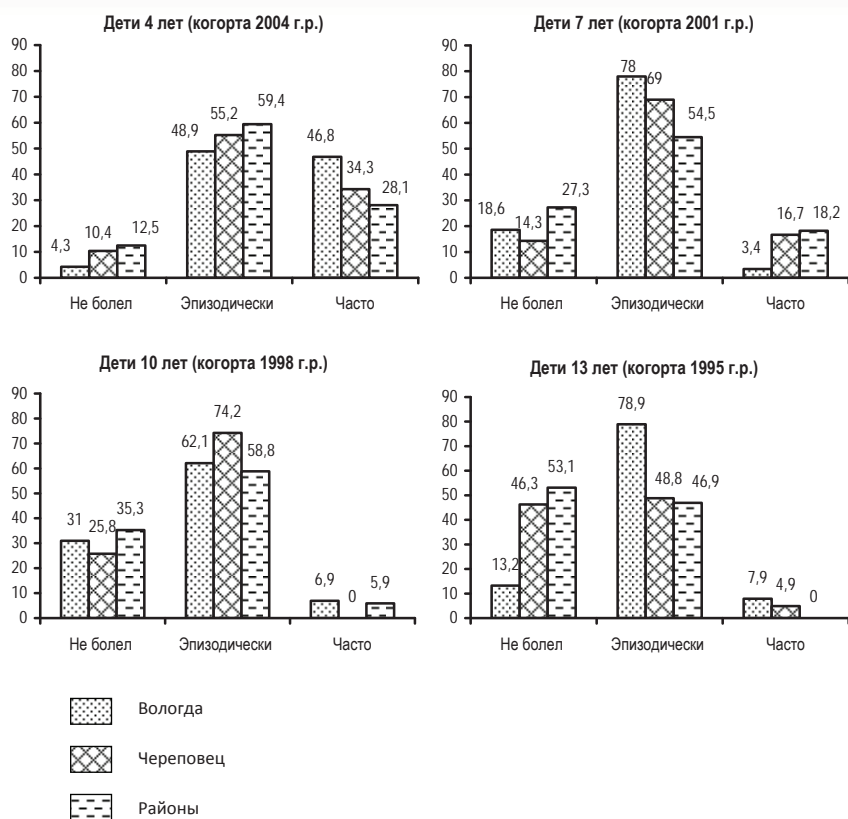 Дети 4 лет (когорта 2004 г.р.)
90
80
70
60
50
40
30
20
10
0
4,3 10,4 12,5 48,9 55,2 59,4 46,8 34,3 28,1
Не болел Эпизодически Часто
Дети 7 лет (когорта 2001 г.р.)
90
80
70
60
50
40
30
20
10
0
18,6 14,3 27,3 78 69 54,5 3,4 16,7 18,2
Не болел Эпизодически Часто
Дети 10 лет (когорта 1998 г.р.)
90
80
70
60
50
40
30
20
10
0
31 25,8 35,3 62,1 74,2 58,8 6,9 0 5,9
Не болел Эпизодически Часто
Дети 13 лет (когорта 1995 г.р.)
90
80
70
60
50
40
30
20
10
0
13,2 46,3 53,1 78,9 48,8 46,9 7,9 4,9 0
Не болел Эпизодически Часто
Вологда
Череповец
Районы